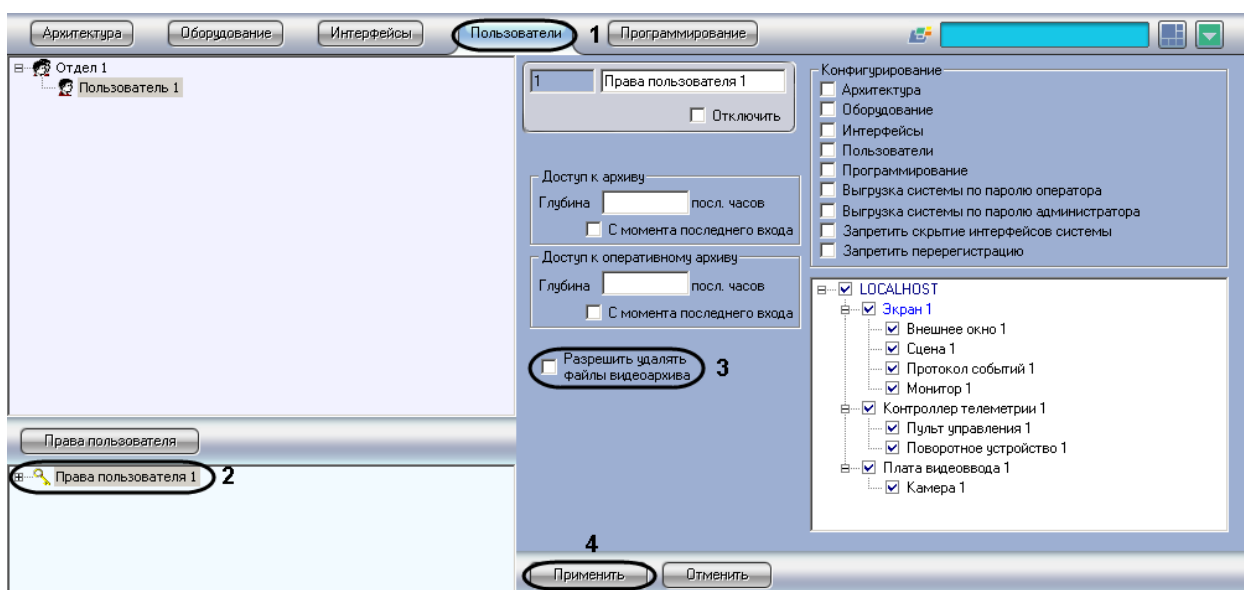 Архитектура Оборудование Интерфейсы Пользователи 1 Программирование
Отдел 1
Пользователь 1
Права пользователя
Права пользователя 1 2
1 Права пользователя 1
Отключить
Доступ к архиву
Глубина посл. часов
С момента последнего входа
Доступ к оперативному архиву
Глубина посл. часов
С момента последнего входа
Разрешить удалять
файлы видеоархива 3
Конфигурирование
Архитектура
Оборудование
Интерфейсы
Пользователи
Программирование
Выгрузка системы по паролю оператора
Выгрузка системы по паролю администратора
Запретить скрытие интерфейсов системы
Запретить перерегистрацию
LOCALHOST
Экран 1
Внешнее окно 1
Сцена 1
Протокол событий 1
Монитор 1
Контроллер телеметрии 1
Пульт управления 1
Поворотное устройство 1
Плата видеоввода 1
Камера 1
4
Применить Отменить